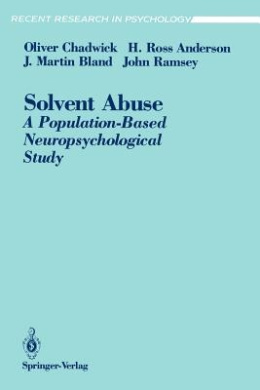 RECENT RESEARCH IN PSYCHOLOGY
Oliver Chadwick H. Ross Anderson
J. Martin Bland John Ramsey
Solvent Abuse
A Population-Based
Neuropsychological
Study
Springer-Verlag